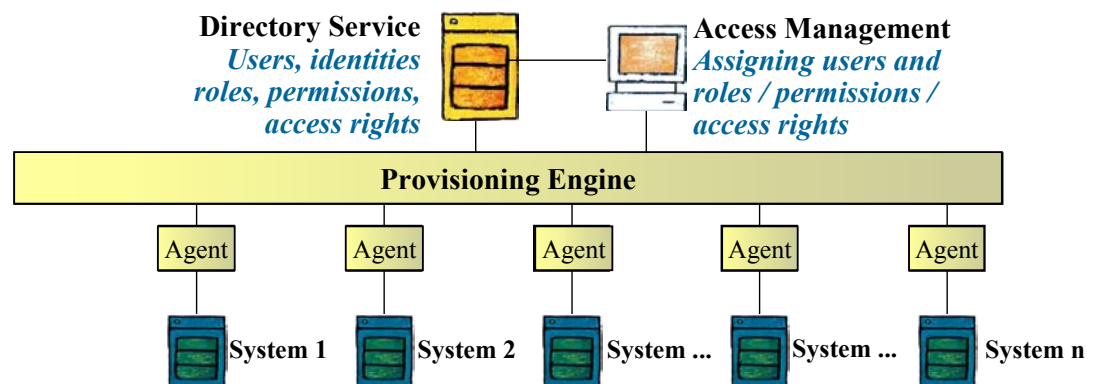 Directory Service
Users, identities
roles, permissions,
access rights
Access Management
Assigning users and
roles / permissions /
access rights
Provisioning Engine
Agent
Agent
Agent
Agent
Agent
System 1
System 2
System ...
System ...
System n